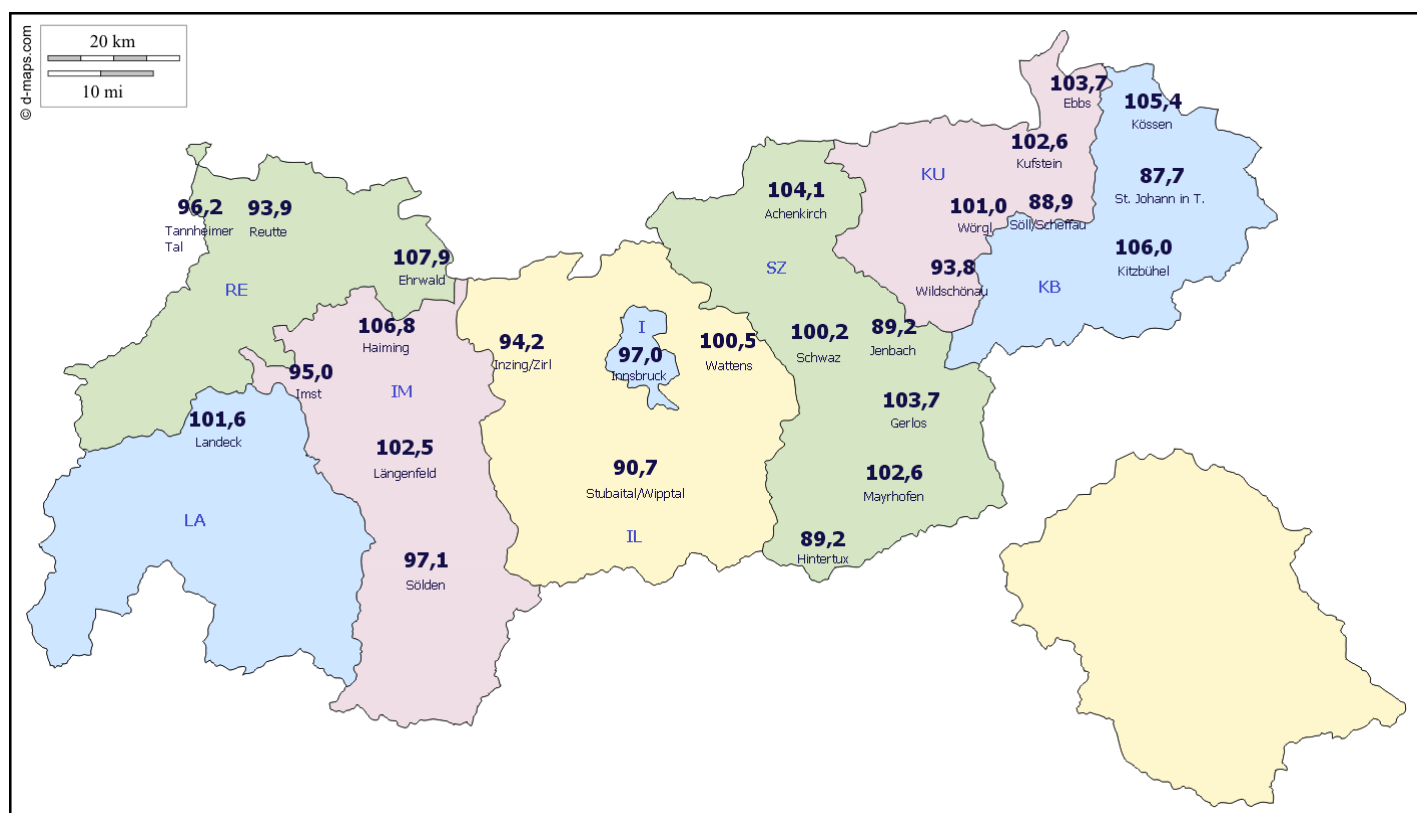 © d-maps.com
20 km
10 mi
103,7
Ebbs
105,4
Kössen
102,6
Kufstein
KU
87,7
St. Johann in T.
104,1
Achenkirch
101,0
Wörgl
88,9
Söll/Scheffau
96,2
Tannheimer
Tal
93,9
Reutte
107,9
Ehrwald
RE
SZ
93,8
Wildschönau
106,0
Kitzbühel
KB
106,8
Haiming
94,2
Inzing/Zirl
I
97,0
Innsbruck
100,5
Wattens
100,2
Schwaz
89,2
Jenbach
95,0
Imst
IM
101,6
Landeck
103,7
Gerlos
102,5
Längenfeld
90,7
Stubaital/Wipptal
102,6
Mayrhofen
LA
IL
89,2
Hintertux
97,1
Sölden